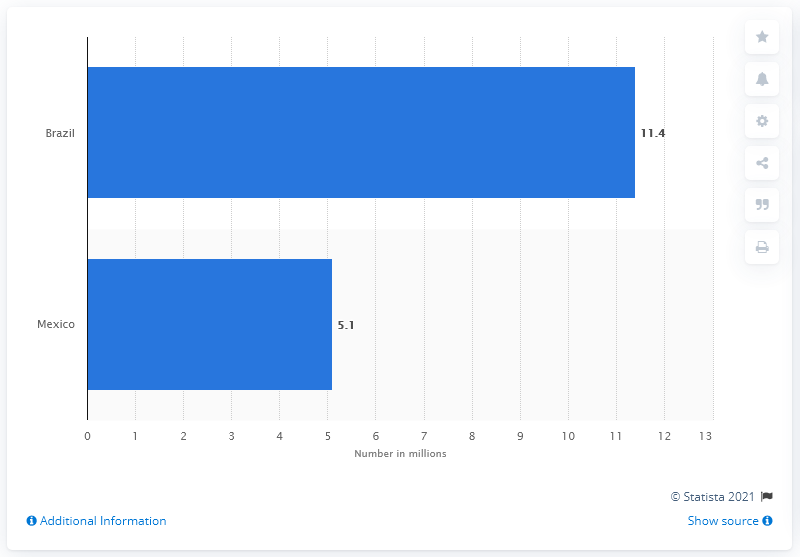 Brazil
11.4
Mexico
5.1
0 1 2 3 4 5 6 7 8 9 10 11 12 13
Number in millions
© Statista 2021
Additional Information
Show source